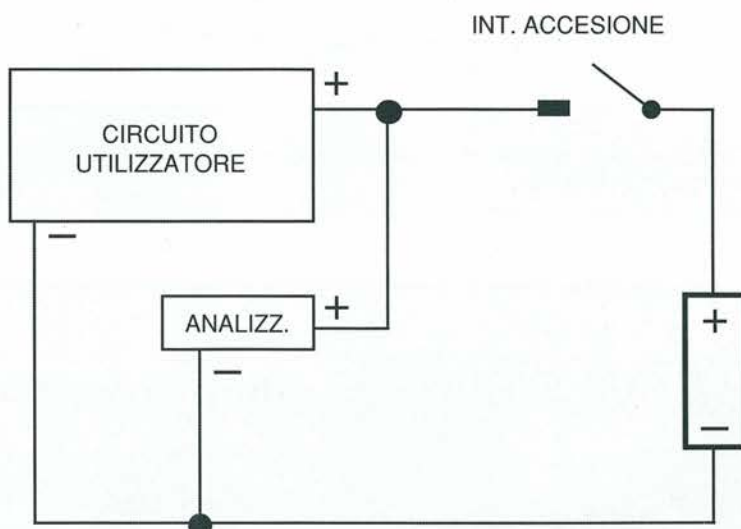 INT. ACCESIONE
+
CIRCUITO
UTILIZZATORE
−
+
ANALIZZ.
−
+
−